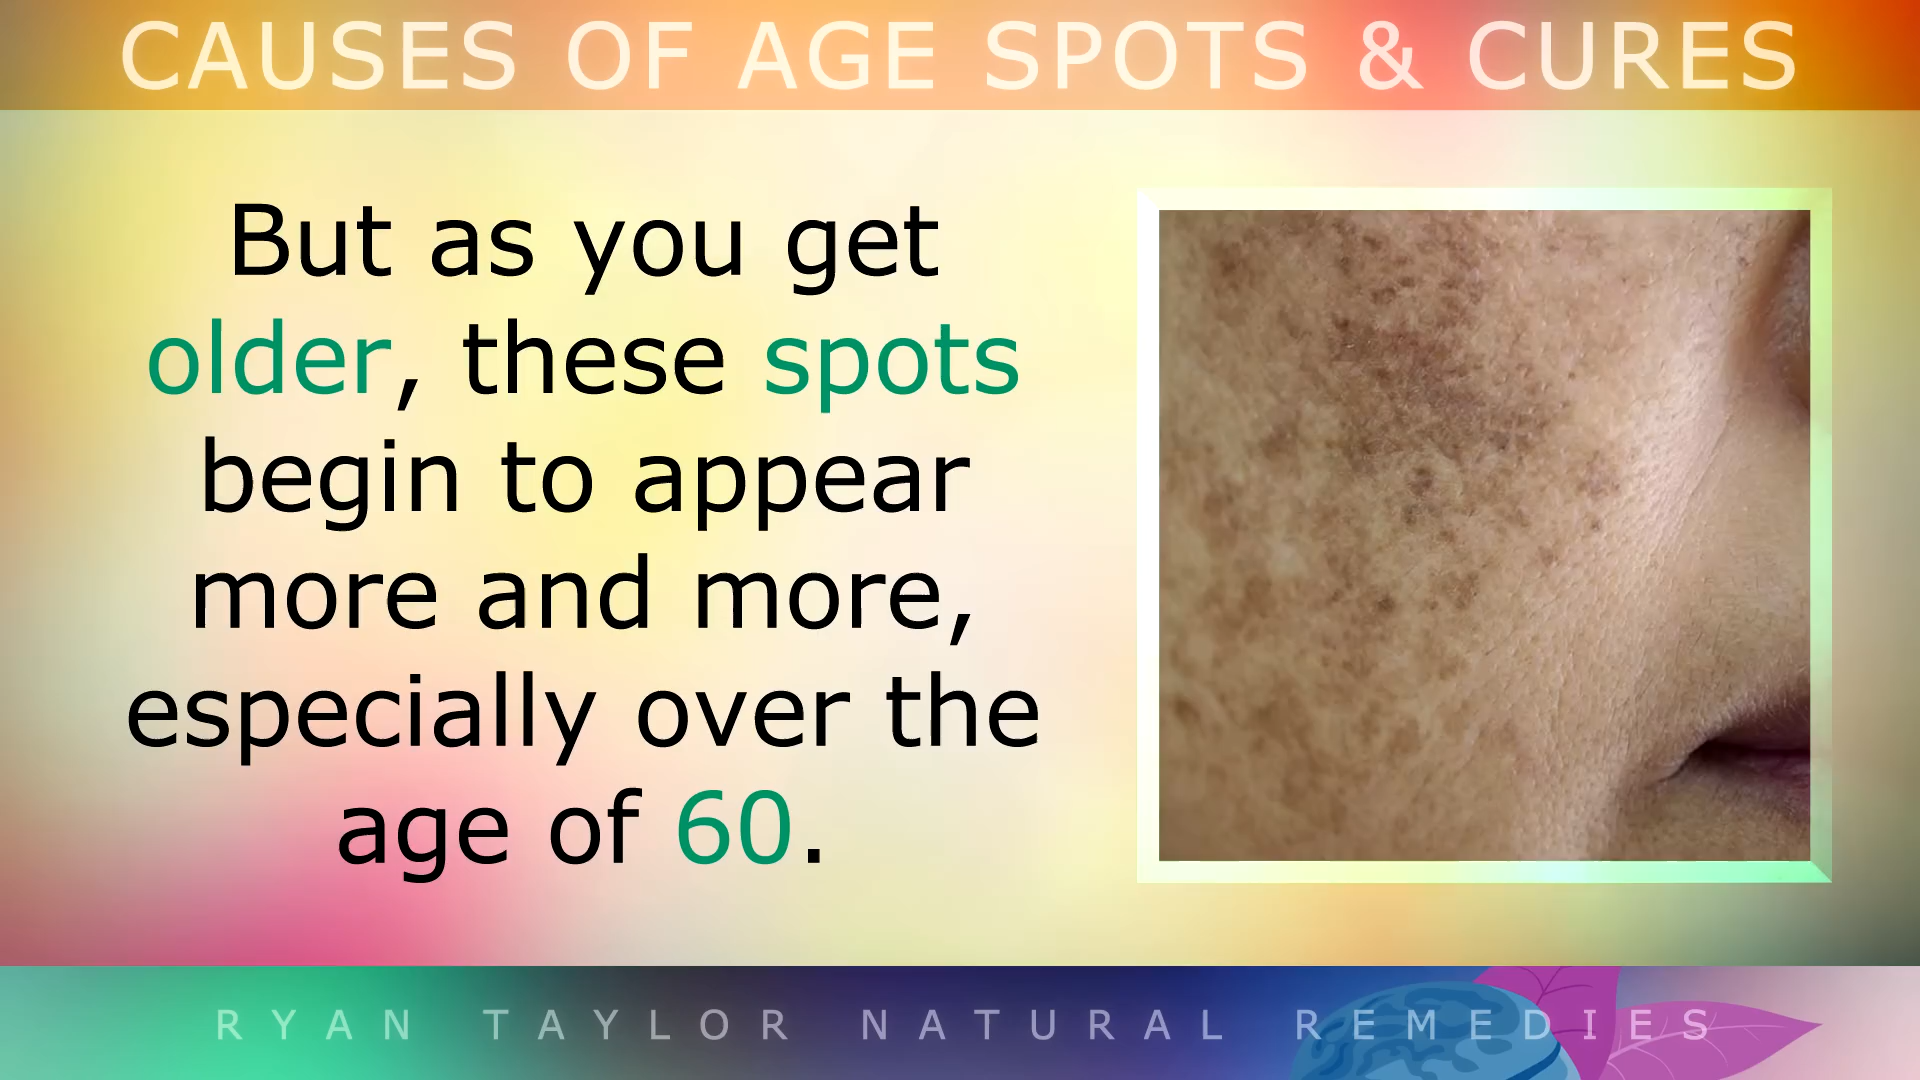 CAUSES OF AGE SPOTS & CURES
But as you get
older, these spots
begin to appear
more and more,
especially over the
age of 60.
RYAN TAYLOR NATURAL REMEDIES